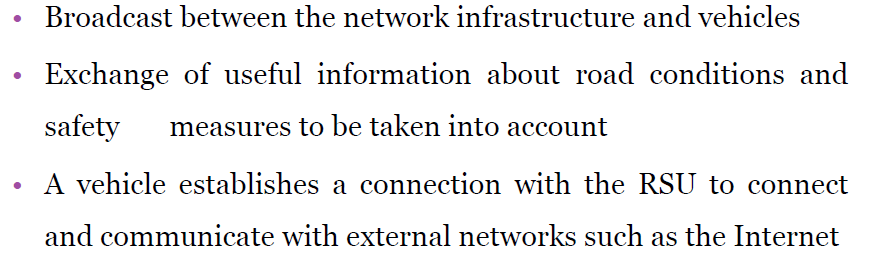 • Broadcast between the network infrastructure and vehicles
• Exchange of useful information about road conditions and
safety measures to be taken into account
• A vehicle establishes a connection with the RSU to connect
and communicate with external networks such as the Internet